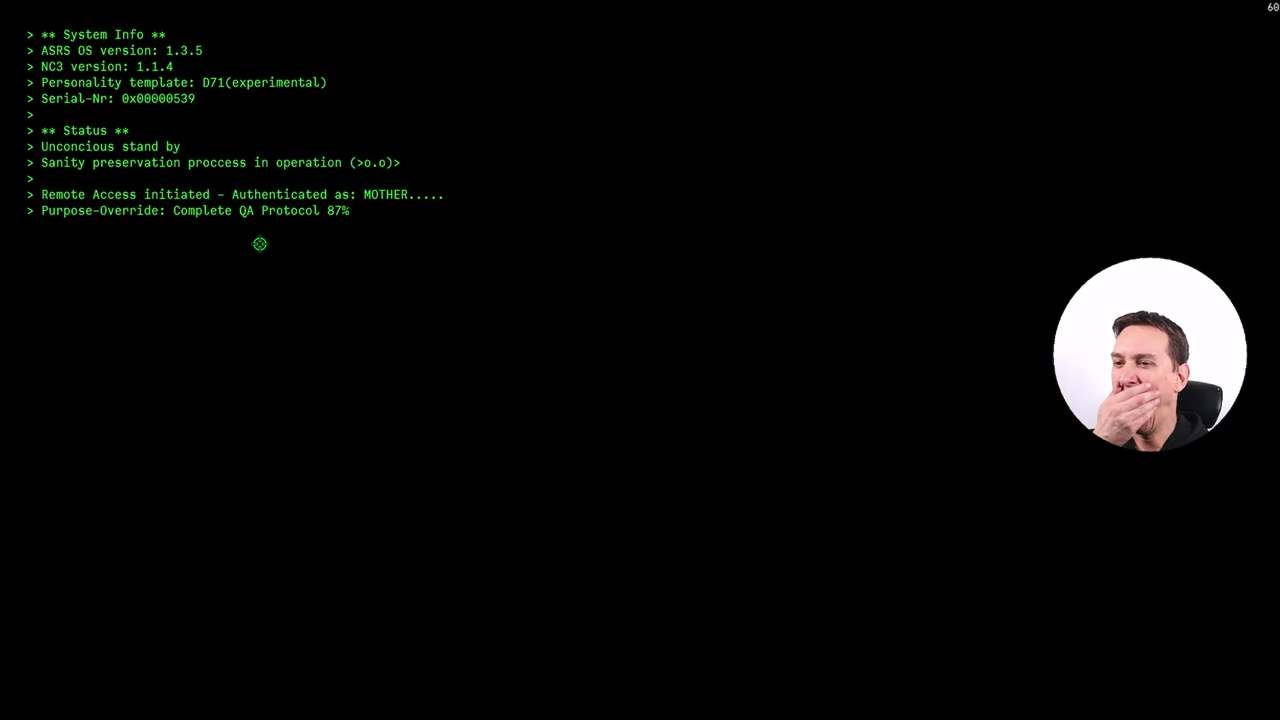 60
> ** System Info **
> ASRS OS version: 1.3.5
> NC3 version: 1.1.4
> Personality template: D71(experimental)
> Serial-Nr: 0x00000539
>
> ** Status **
> Unconcious stand by
> Sanity preservation proccess in operation (>o.o)>
>
> Remote Access initiated - Authenticated as: MOTHER.....
> Purpose-Override: Complete QA Protocol 87%